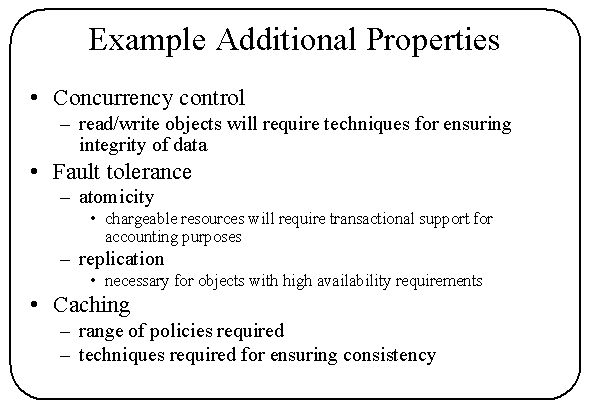 Example Additional Properties
• Concurrency control
– read/write objects will require techniques for ensuring
integrity of data
• Fault tolerance
– atomicity
• chargeable resources will require transactional support for
accounting purposes
– replication
• necessary for objects with high availability requirements
• Caching
– range of policies required
– techniques required for ensuring consistency